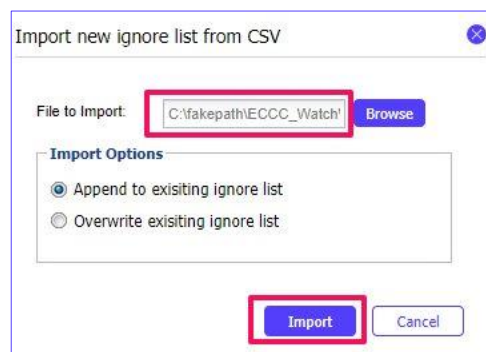 Import new ignore list from CSV
File to Import: C:\fakepath\ECCC_Watch Browse
Import Options
Append to exisiting ignore list
Overwrite exisiting ignore list
Import Cancel